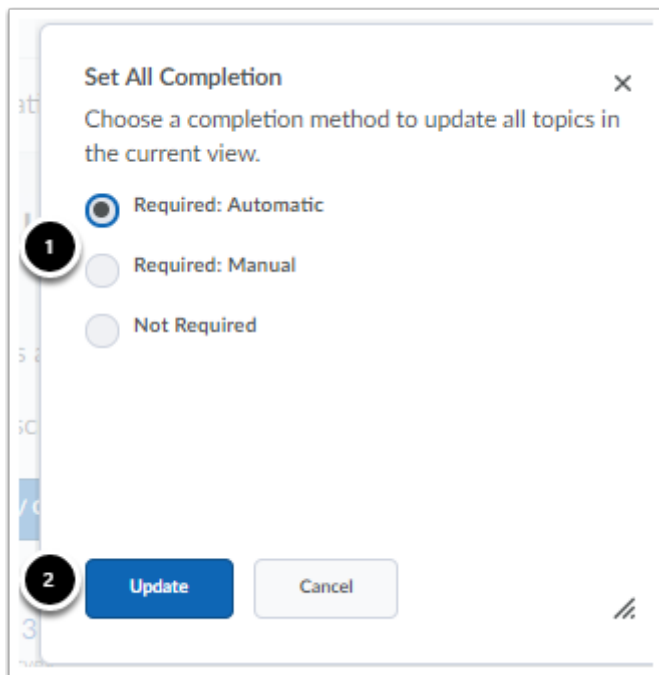 Set All Completion
Choose a completion method to update all topics in
the current view.
Required: Automatic
1
Required: Manual
Not Required
2
Update
Cancel
3